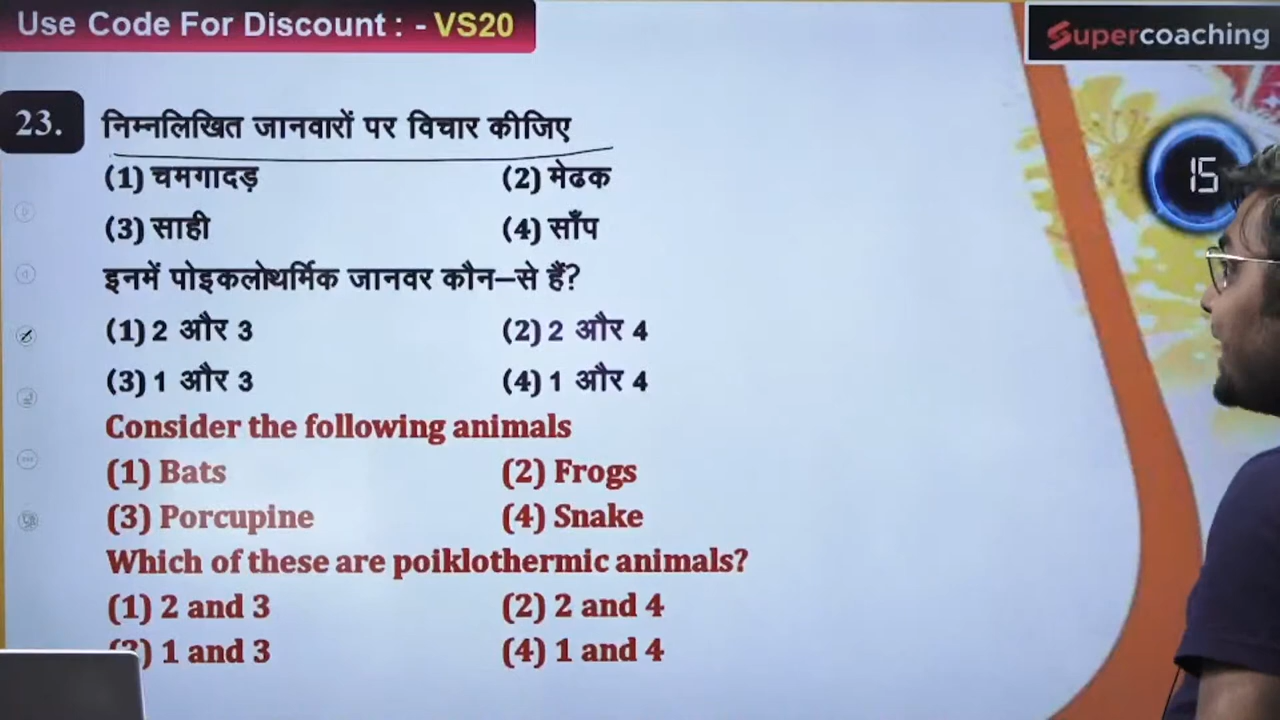 Use Code For Discount : - VS20
Supercoaching
23. निम्नलिखित जानवारों पर विचार कीजिए
15
(1) चमगादड़ (2) मेढक
(3) साही (4) साँप
इनमें पोइकलोथर्मिक जानवर कौन–से हैं?
(1) 2 और 3 (2) 2 और 4
(3) 1 और 3 (4) 1 और 4
Consider the following animals
(1) Bats (2) Frogs
(3) Porcupine (4) Snake
Which of these are poiklothermic animals?
(1) 2 and 3 (2) 2 and 4
(3) 1 and 3 (4) 1 and 4